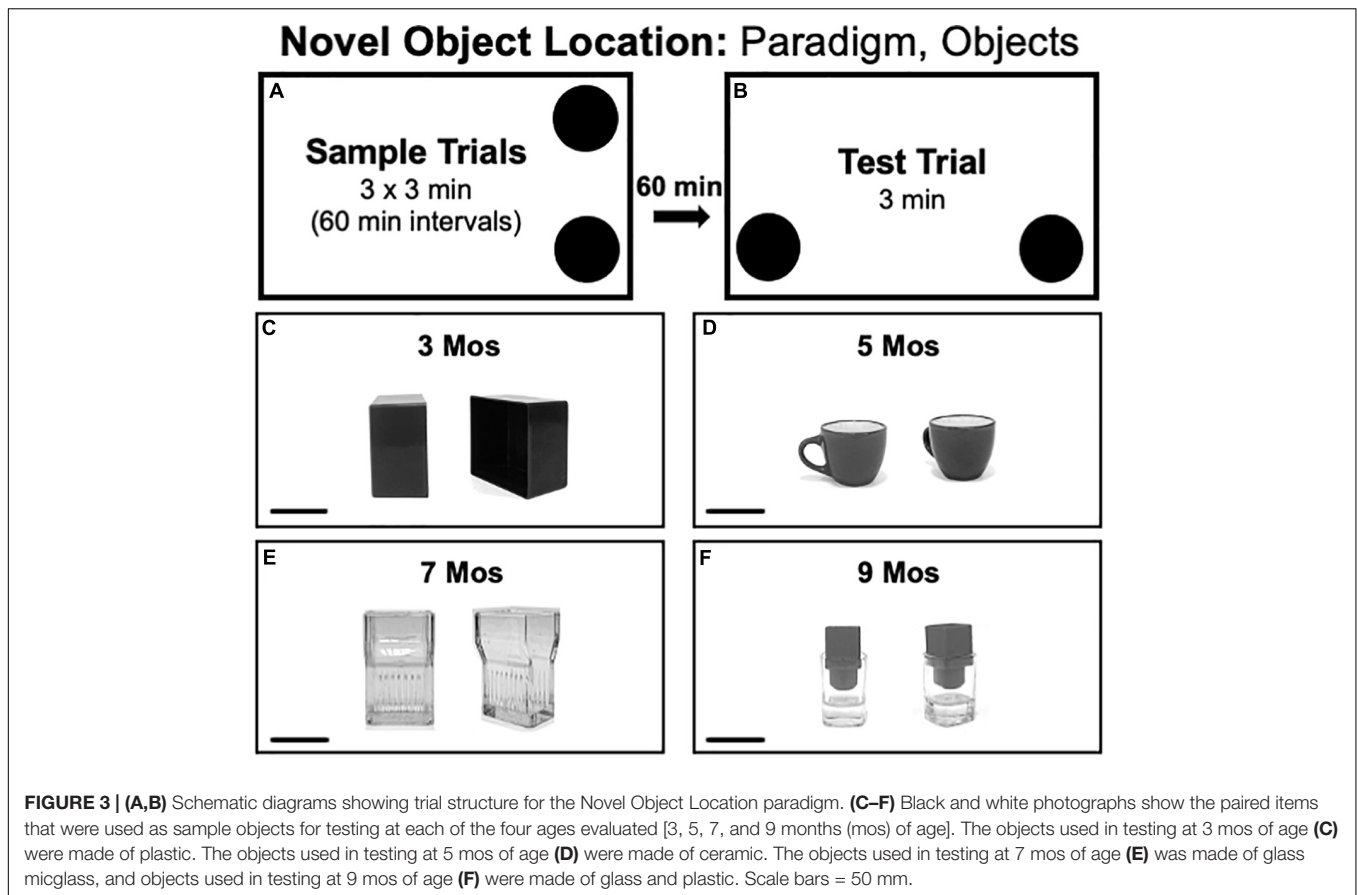 Novel Object Location: Paradigm, Objects
A
Sample Trials
3 x 3 min
(60 min intervals)
60 min
B
Test Trial
3 min
C
3 Mos
D
5 Mos
E
7 Mos
F
9 Mos
FIGURE 3 | (A,B) Schematic diagrams showing trial structure for the Novel Object Location paradigm. (C–F) Black and white photographs show the paired items
that were used as sample objects for testing at each of the four ages evaluated [3, 5, 7, and 9 months (mos) of age]. The objects used in testing at 3 mos of age (C)
were made of plastic. The objects used in testing at 5 mos of age (D) were made of ceramic. The objects used in testing at 7 mos of age (E) was made of glass
micglass, and objects used in testing at 9 mos of age (F) were made of glass and plastic. Scale bars = 50 mm.